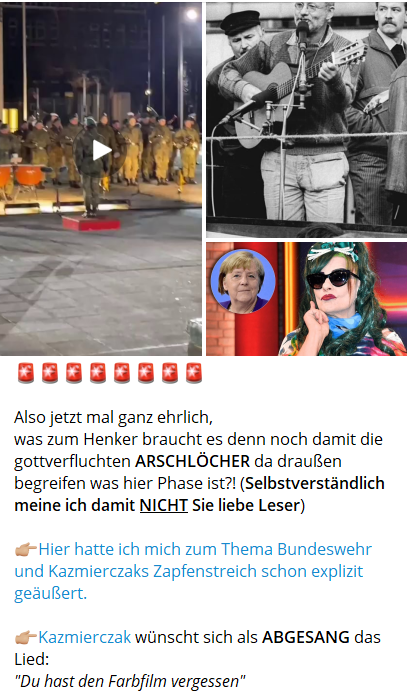 🚨🚨🚨🚨🚨🚨🚨🚨
Also jetzt mal ganz ehrlich,
was zum Henker braucht es denn noch damit die
gottverfluchten ARSCHLÖCHER da draußen
begreifen was hier Phase ist?! (Selbstverständlich
meine ich damit NICHT Sie liebe Leser)
👉🏼Hier hatte ich mich zum Thema Bundeswehr
und Kazmierczaks Zapfenstreich schon explizit
geäußert.
👉🏼Kazmierczak wünscht sich als ABGESANG das
Lied:
"Du hast den Farbfilm vergessen"